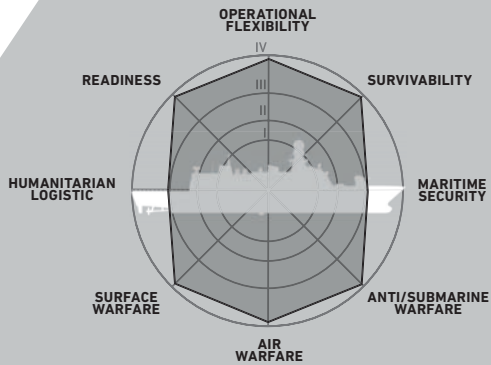 OPERATIONAL
FLEXIBILITY
IV
READINESS
SURVIVABILITY
III
II
I
HUMANITARIAN
LOGISTIC
MARITIME
SECURITY
SURFACE
WARFARE
ANTI/SUBMARINE
WARFARE
AIR
WARFARE